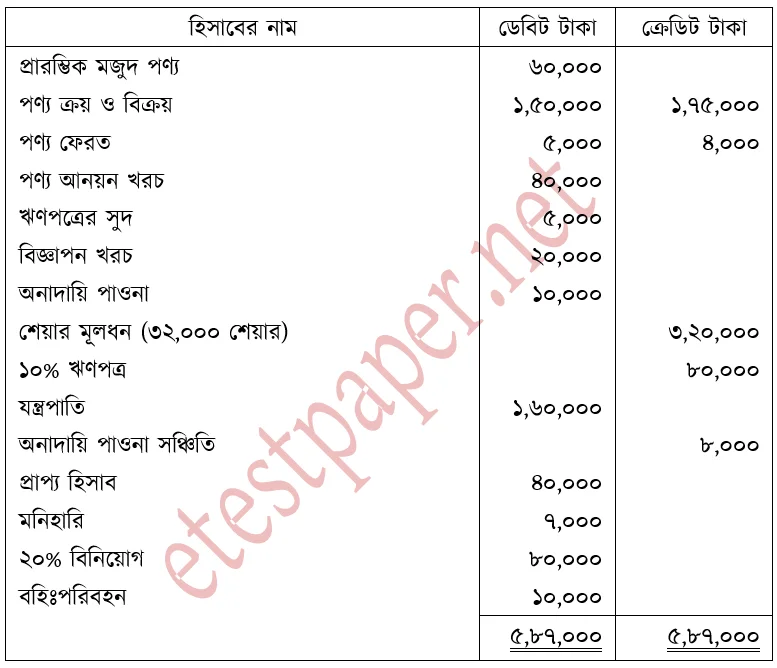 হিসাবের নাম ডেবিট টাকা ক্রেডিট টাকা
প্রারম্ভিক মজুদ পণ্য ৬০,০০০
পণ্য ক্রয় ও বিক্রয় ১,৫০,০০০ ১,৭৫,০০০
পণ্য ফেরত ৫,০০০ ৪,০০০
পণ্য আনয়ন খরচ ৪০,০০০
ঋণপত্রের সুদ ৫,০০০
বিজ্ঞাপন খরচ ২০,০০০
অনাদায়ি পাওনা ১০,০০০
শেয়ার মূলধন (৩২,০০০ শেয়ার) ৩,২০,০০০
১০% ঋণপত্র ৮০,০০০
যন্ত্রপাতি ১,৬০,০০০
অনাদায়ি পাওনা সঞ্চিতি ৮,০০০
প্রাপ্য হিসাব ৪০,০০০
মনিহারি ৭,০০০
২০% বিনিয়োগ ৮০,০০০
বহিঃপরিবহন ১০,০০০
৫,৮৭,০০০ ৫,৮৭,০০০
etestpaper.net